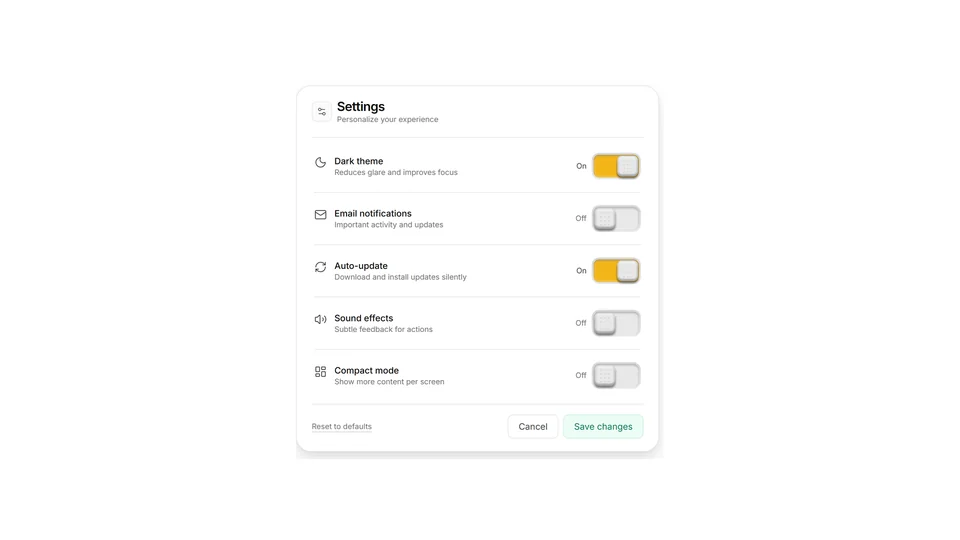 Settings
Personalize your experience
Dark theme
On
Reduces glare and improves focus
Email notifications
Off
Important activity and updates
Auto-update
On
Download and install updates silently
Sound effects
Off
Subtle feedback for actions
Compact mode
Off
Show more content per screen
Reset to defaults
Cancel
Save changes